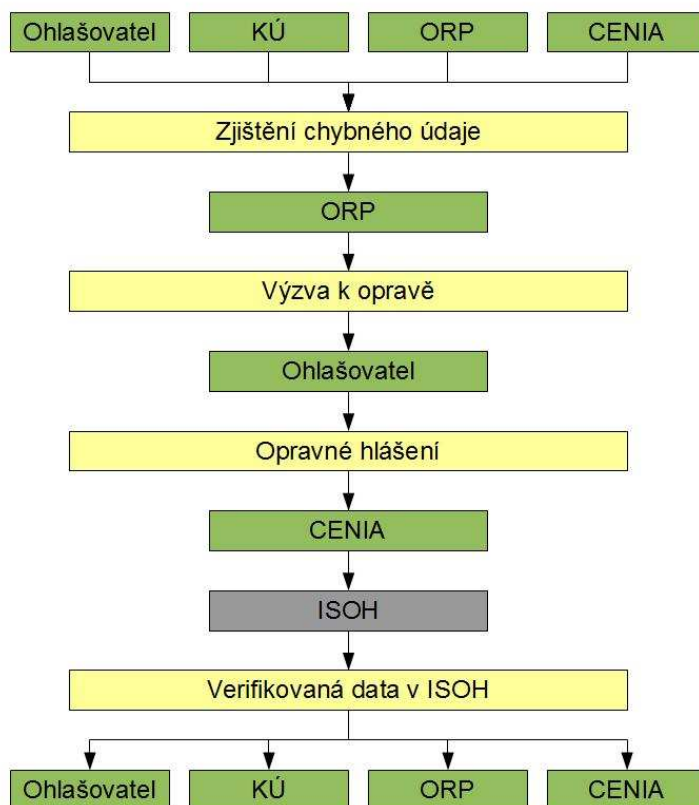 Ohlašovatel KÚ ORP CENIA
Zjištění chybného údaje
ORP
Výzva k opravě
Ohlašovatel
Opravné hlášení
CENIA
ISOH
Verifikovaná data v ISOH
Ohlašovatel KÚ ORP CENIA